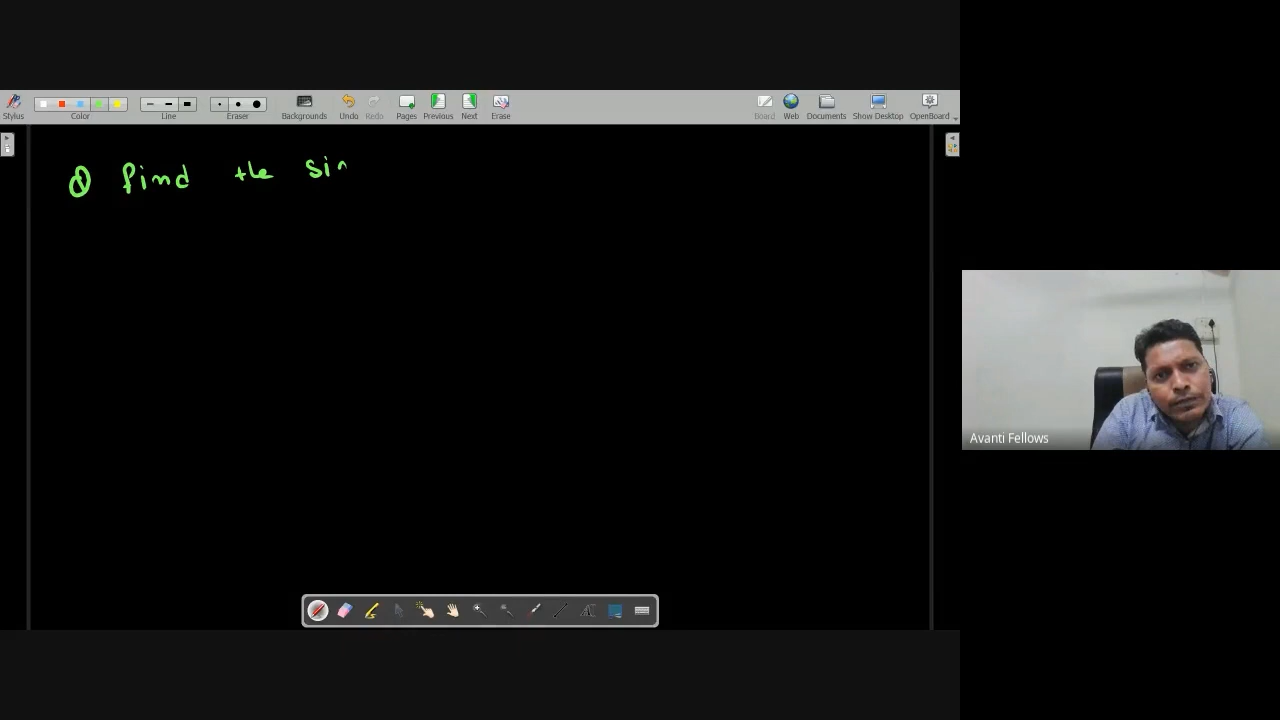 Stylus Color Line Eraser Backgrounds Undo Redo Pages Previous Next Erase Board Web Documents Show Desktop OpenBoard
Q find the sin
Avanti Fellows